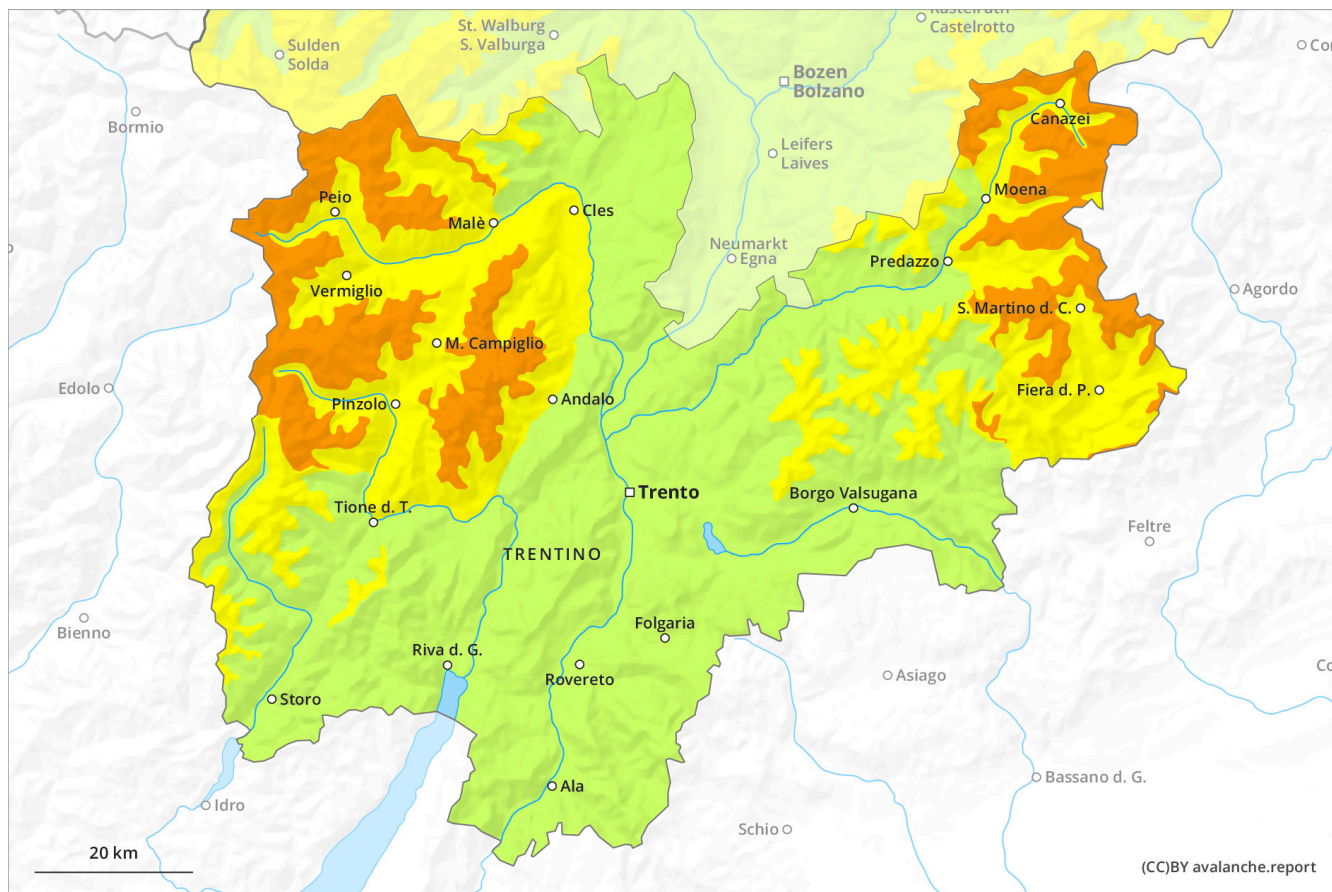 St. Walburg
S. Valburga
Castelrotto
Sulden
Solda
Bozen
Bolzano
Bormio
Canazei
Leifers
Laives
Peio
Moena
Malè
Cles
Neumarkt
Egna
Predazzo
Vermiglio
Agordo
S. Martino d. C.
M. Campiglio
Edolo
Fiera d. P.
Pinzolo
Andalo
Trento
Borgo Valsugana
Tione d. T.
Feltre
TRENTINO
Bienno
Folgaria
Riva d. G.
Asiago
Rovereto
Storo
Bassano d. G.
Ala
Idro
Schio
20 km
(CC)BY avalanche.report